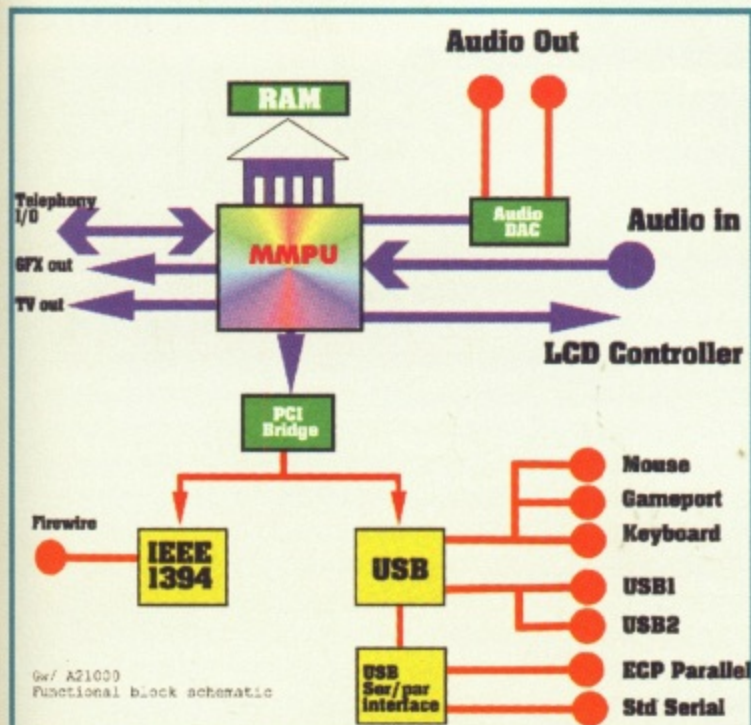 Audio Out
RAM
Telephony
I/O
Audio
DAC
Audio in
MMPU
GFX out
TV out
LCD Controller
PCI
Bridge
Mouse
Firewire
Gameport
IEEE
1394
USB
Keyboard
USB1
USB2
USB
Ser/par
interface
ECP Parallel
Std Serial
Gw/ A21000
Functional block schematic